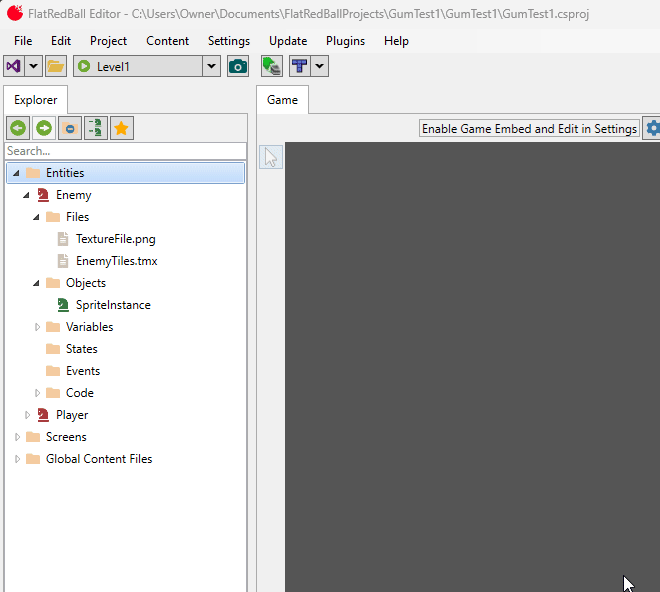 FlatRedBall Editor - C:\Users\Owner\Documents\FlatRedBallProjects\GumTest1\GumTest1\GumTest1.csproj
File Edit Project Content Settings Update Plugins Help
Level1
Explorer
Game
Enable Game Embed and Edit in Settings
Search...
Entities
Enemy
Files
TextureFile.png
EnemyTiles.tmx
Objects
SpriteInstance
Variables
States
Events
Code
Player
Screens
Global Content Files